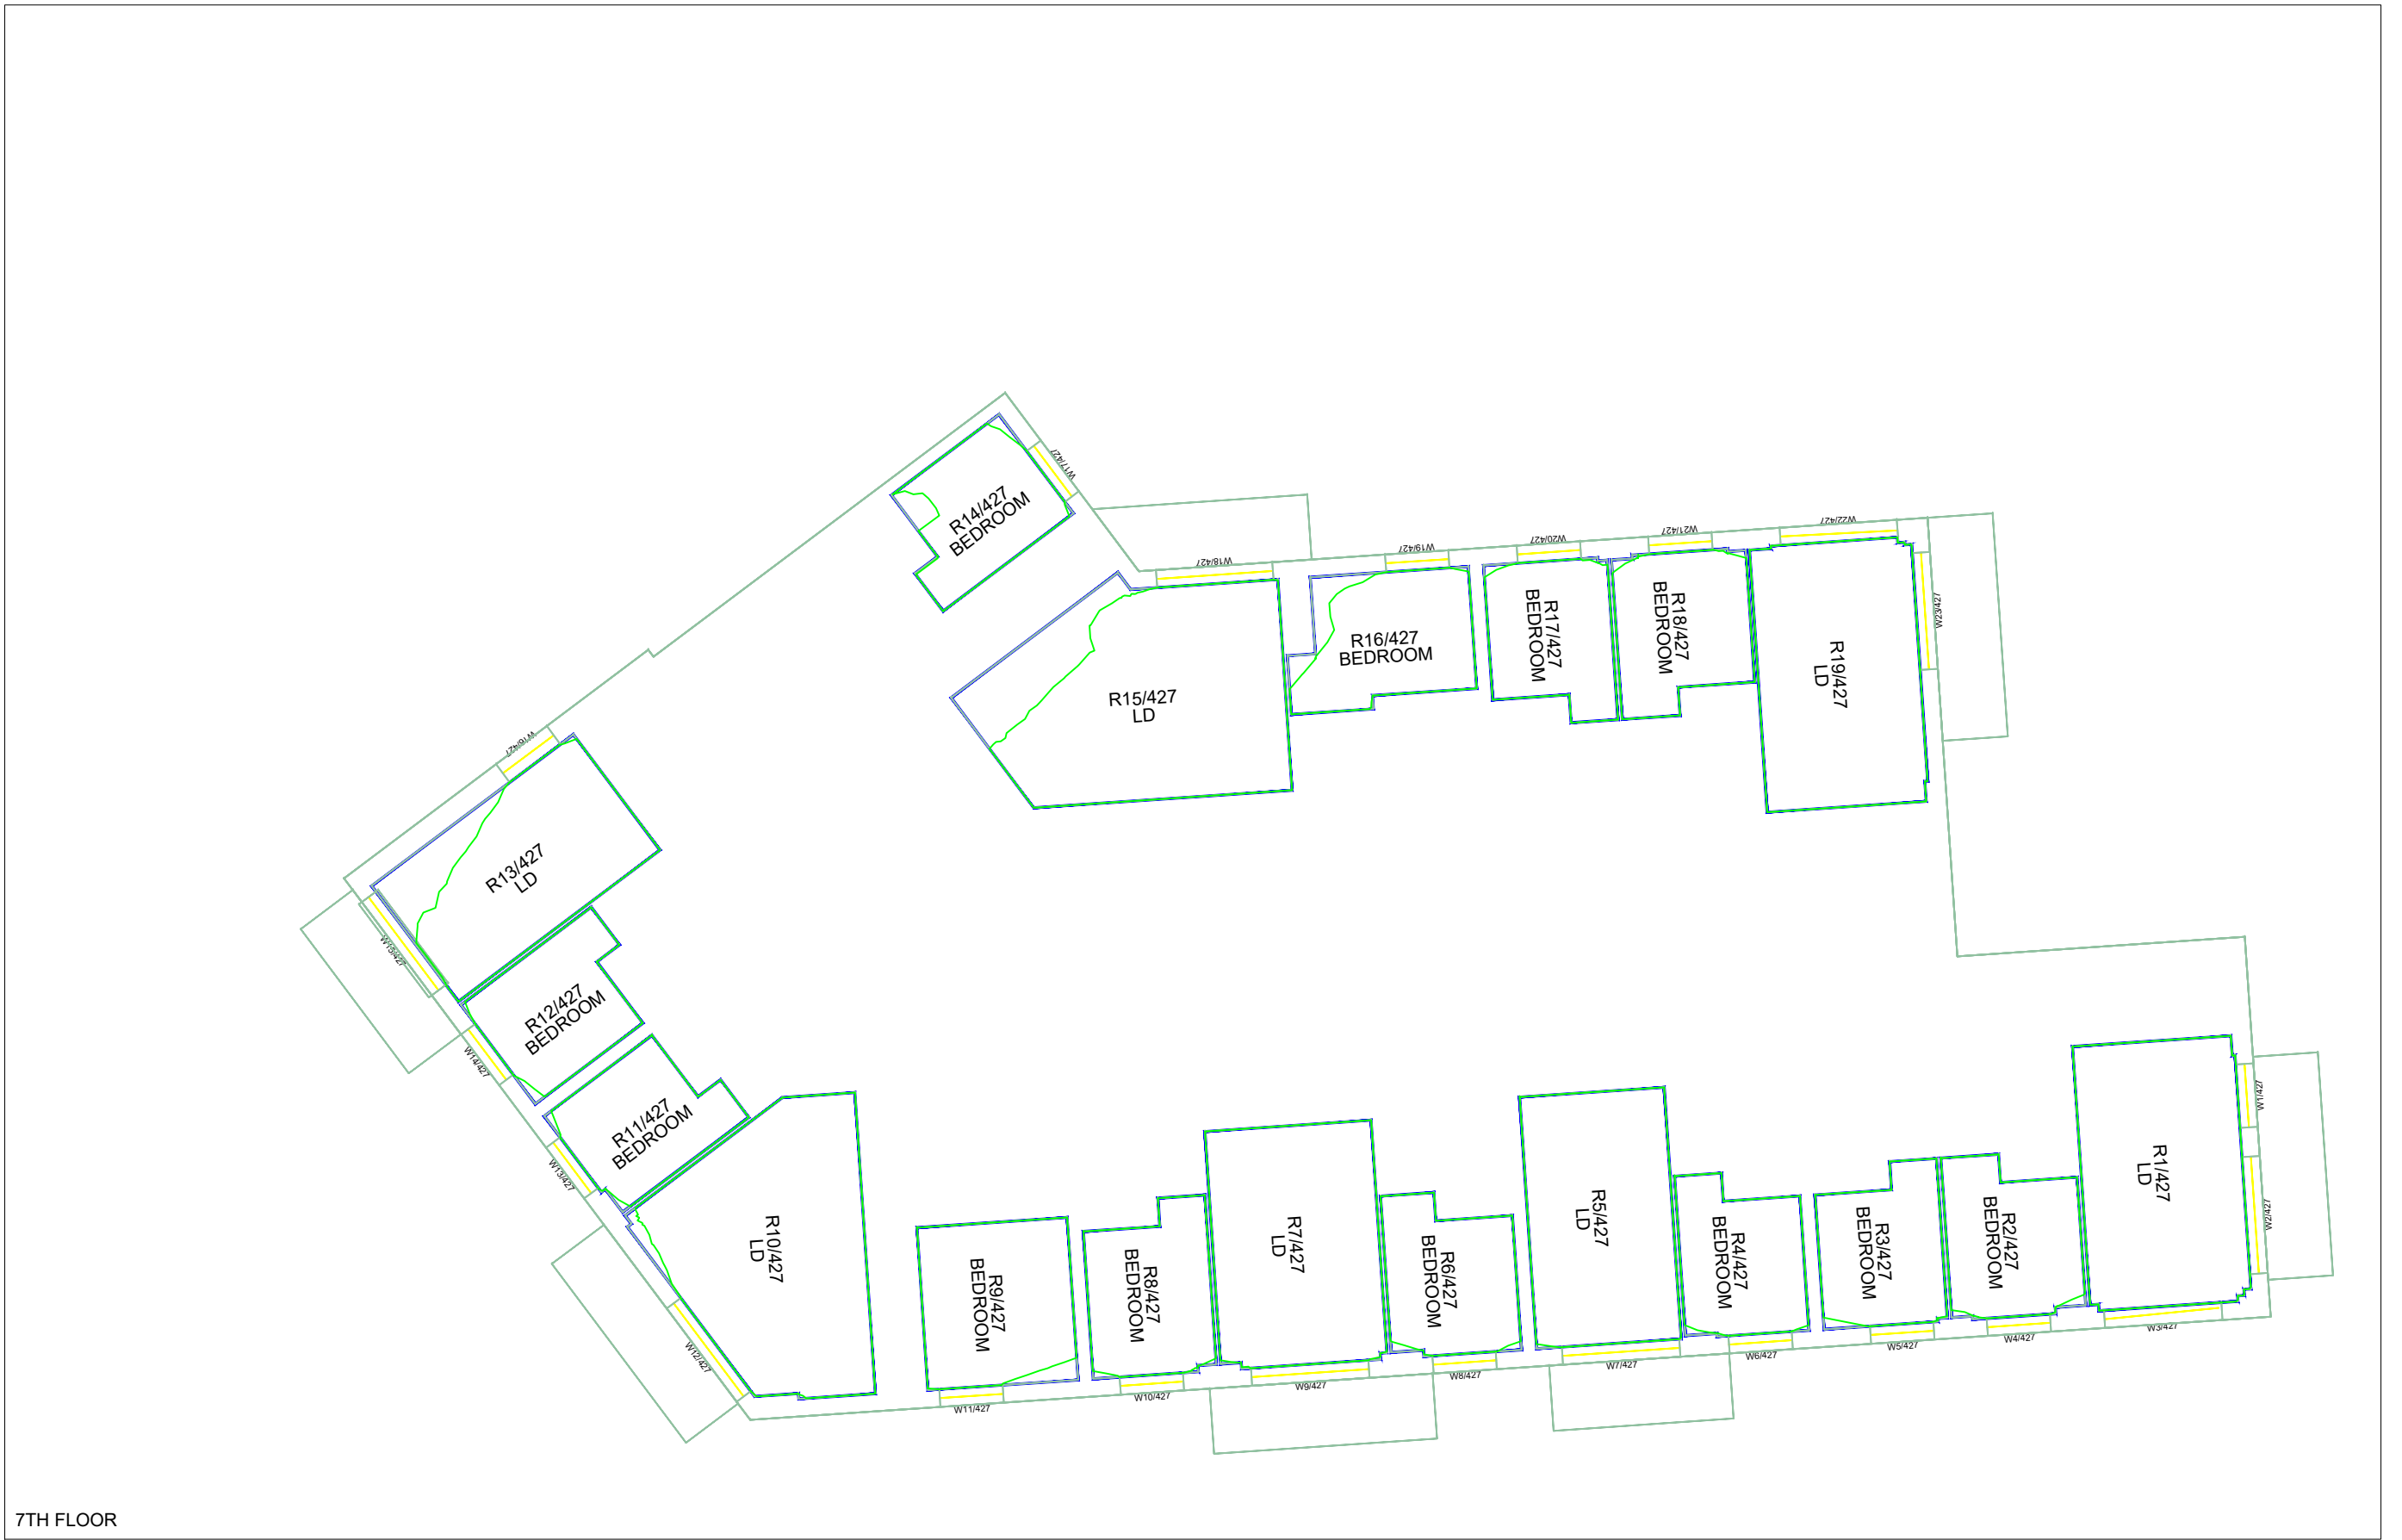 W17/427
R14/427
BEDROOM
W18/427
W19/427
W20/427
W21/427
W22/427
W23/427
R15/427
LD
R16/427
BEDROOM
R17/427
BEDROOM
R18/427
BEDROOM
R19/427
LD
W16/427
R13/427
LD
W15/427
R12/427
BEDROOM
W14/427
R11/427
BEDROOM
W13/427
R10/427
LD
W12/427
R9/427
BEDROOM
R8/427
BEDROOM
R7/427
LD
R6/427
BEDROOM
R5/427
LD
R4/427
BEDROOM
R3/427
BEDROOM
R2/427
BEDROOM
R1/427
LD
W1/427
W2/427
W11/427
W10/427
W9/427
W8/427
W7/427
W6/427
W5/427
W4/427
W3/427
7TH FLOOR